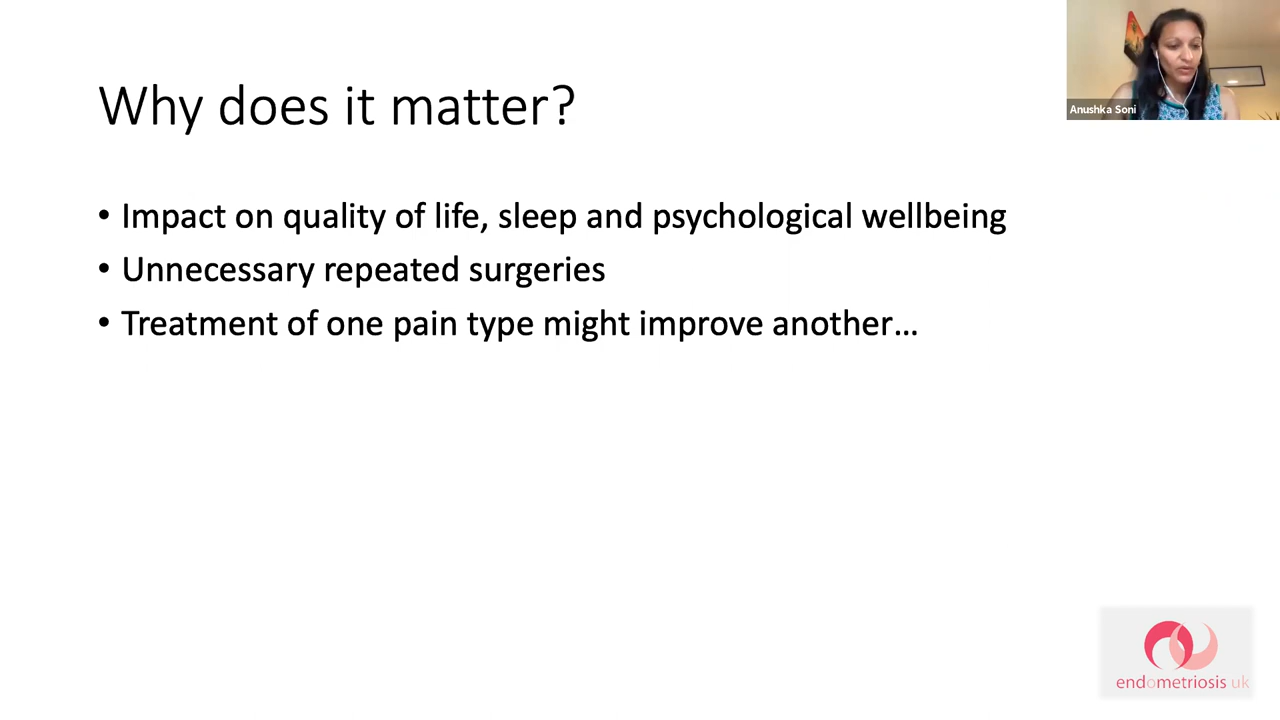 Anushka Soni
Why does it matter?
• Impact on quality of life, sleep and psychological wellbeing
• Unnecessary repeated surgeries
• Treatment of one pain type might improve another...
endometriosis uk